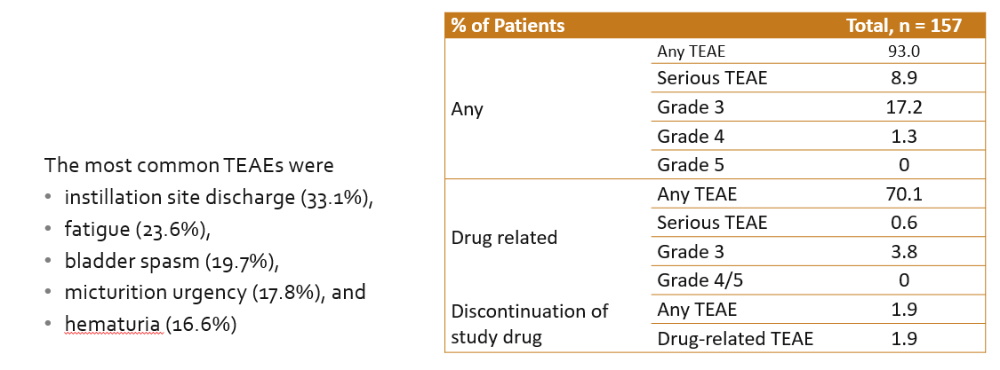 The most common TEAEs were
• instillation site discharge (33.1%),
• fatigue (23.6%),
• bladder spasm (19.7%),
• micturition urgency (17.8%), and
• hematuria (16.6%)
% of Patients Total, n = 157
Any
Any TEAE 93.0
Serious TEAE 8.9
Grade 3 17.2
Grade 4 1.3
Grade 5 0
Drug related
Any TEAE 70.1
Serious TEAE 0.6
Grade 3 3.8
Grade 4/5 0
Discontinuation of
study drug
Any TEAE 1.9
Drug-related TEAE 1.9